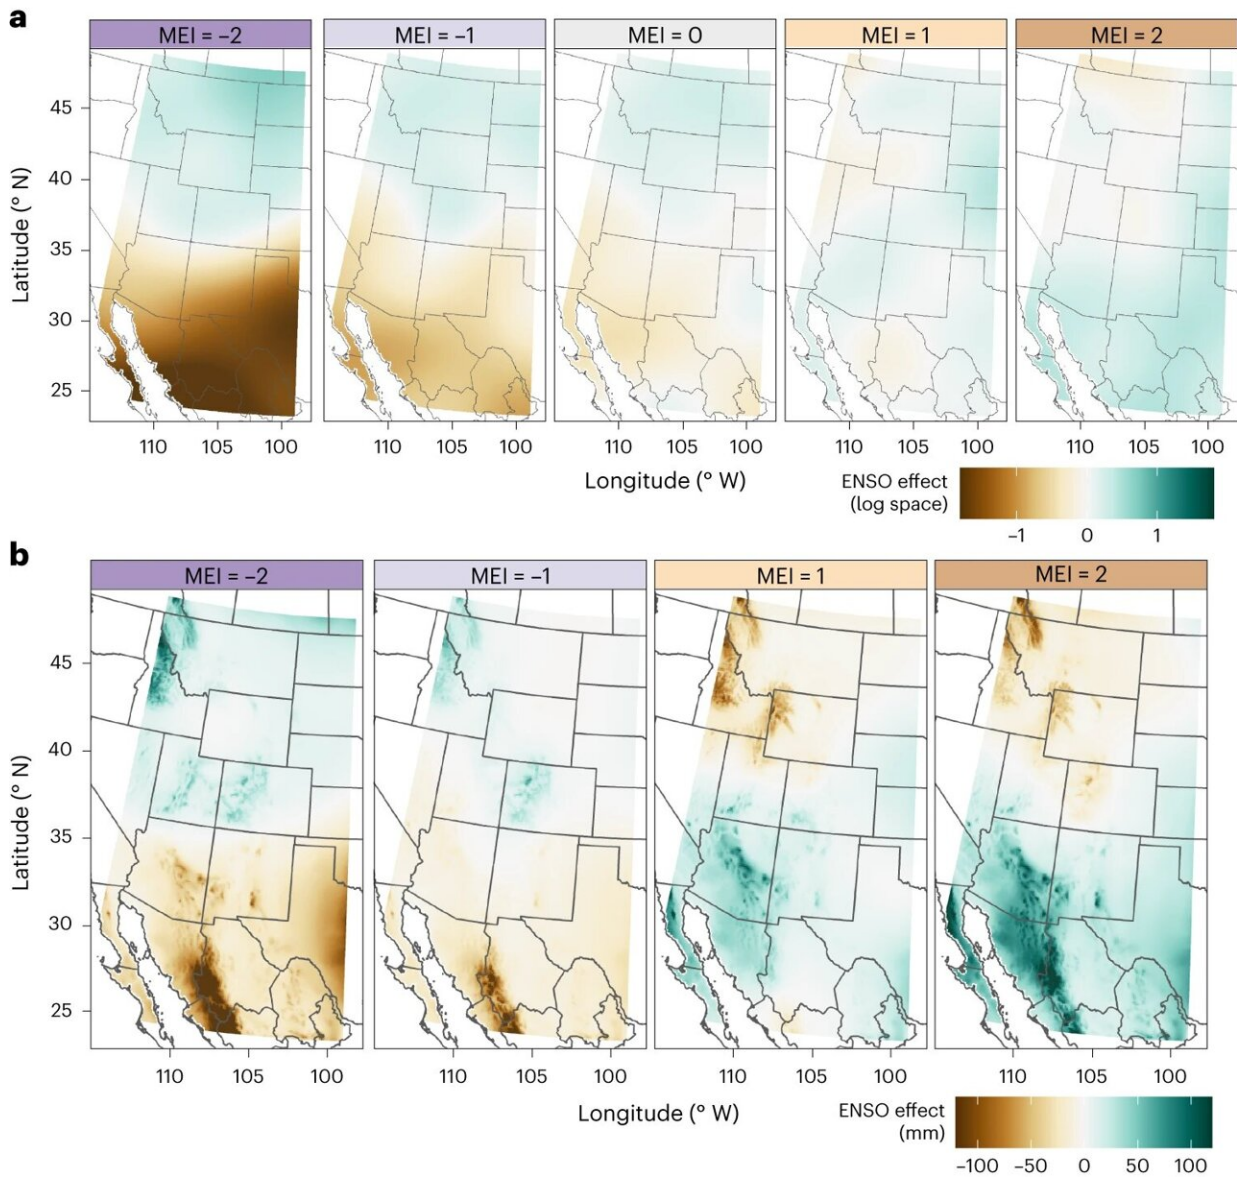 a
MEI = –2 MEI = –1 MEI = 0 MEI = 1 MEI = 2
Latitude (° N)
45
40
35
30
25
110 105 100 110 105 100 110 105 100 110 105 100 110 105 100
Longitude (° W)
ENSO effect
(log space)
–1 0 1
b
MEI = –2 MEI = –1 MEI = 1 MEI = 2
Latitude (° N)
45
40
35
30
25
110 105 100 110 105 100 110 105 100 110 105 100
Longitude (° W)
ENSO effect
(mm)
–100 –50 0 50 100